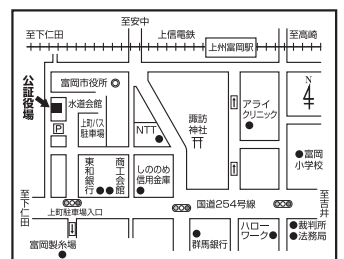 至安中
至下仁田
上信電鉄
至高崎
上州富岡駅
公証役場
富岡市役所
水道会館
P
上町バス
駐車場
NTT
諏訪
神社
アライ
クリニック
N
4
富岡
小学校
東和銀行
商工会館
しののめ
信用金庫
至下仁田
上町駐車場入口
国道254号線
至吉井
富岡製糸場
群馬銀行
ハロー
ワーク
裁判所
法務局